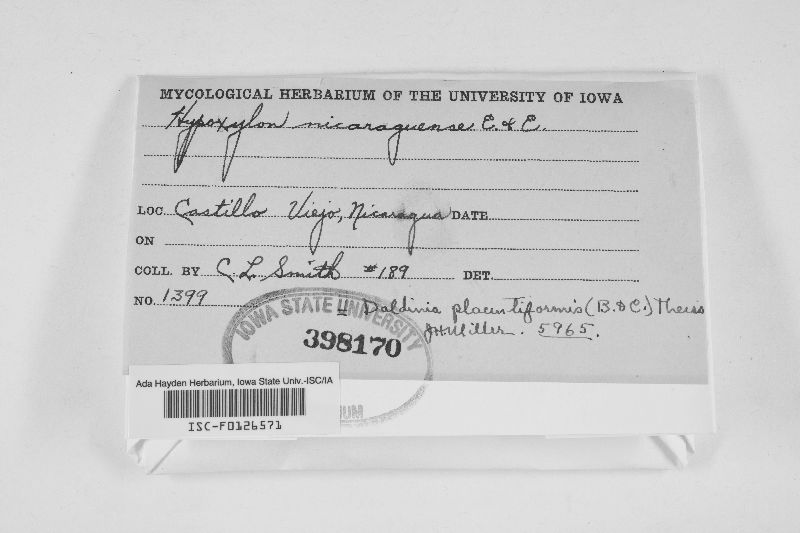 MYCOLOGICAL HERBARIUM OF THE UNIVERSITY OF IOWA
Hypoxylon nicaraguense E. & E.
LOC. Castillo Viejo, Nicaragua DATE
ON
COLL. BY C L Smith #189 DET.
NO. 1399
= Daldinia placentiformis (B. & C.) Theiss
JHMiller. 5965.
IOWA STATE UNIVERSITY
398170
Ada Hayden Herbarium, Iowa State Univ.-ISC/IA
ISC-F0126571